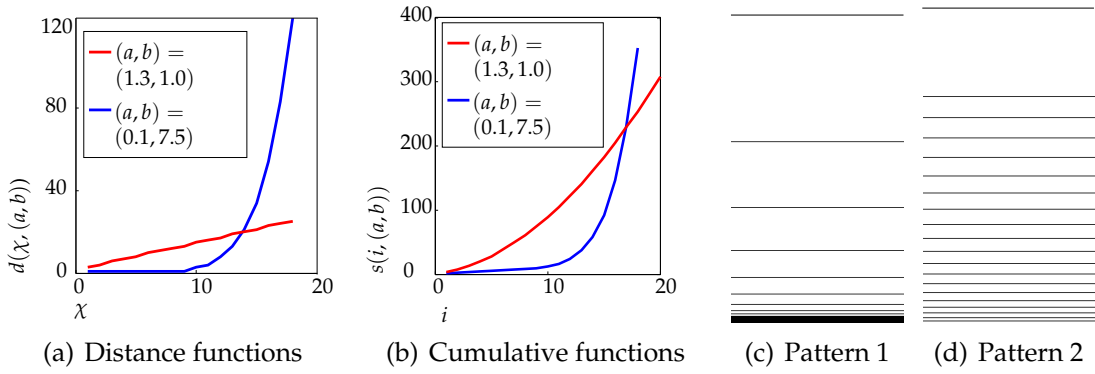 120
80
40
0
0
10
20
χ
d(χ, (a, b))
(a, b) =
(1.3, 1.0)
(a, b) =
(0.1, 7.5)
400
300
200
100
0
0
10
20
i
s(i, (a, b))
(a, b) =
(1.3, 1.0)
(a, b) =
(0.1, 7.5)
(a) Distance functions
(b) Cumulative functions
(c) Pattern 1
(d) Pattern 2